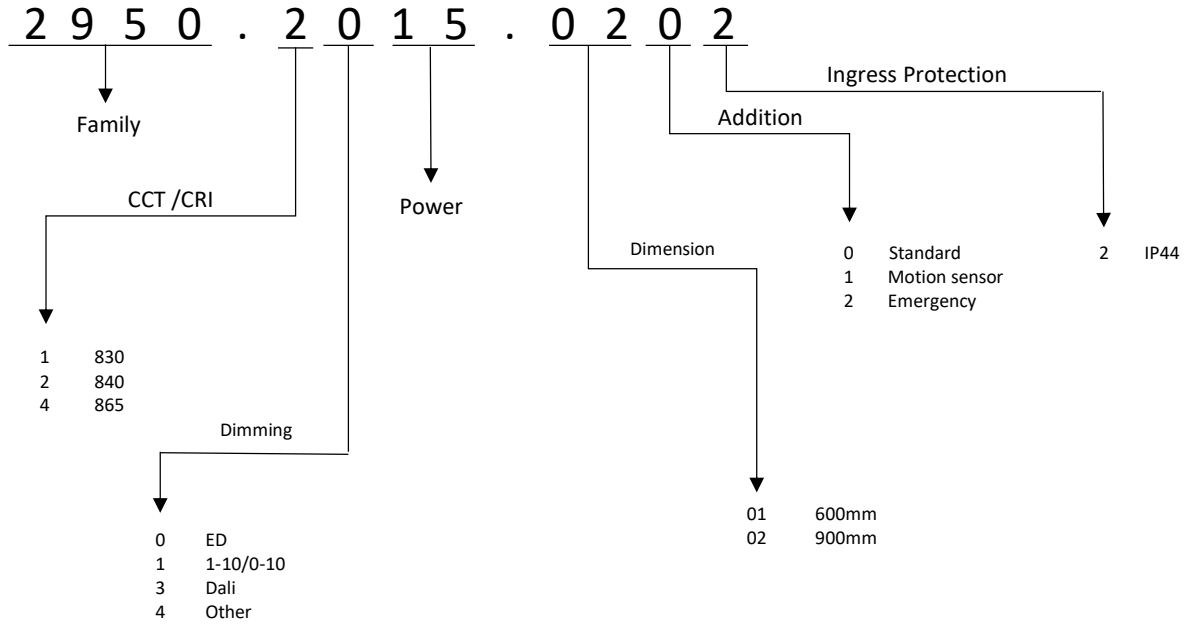 2950.2015.0202
Ingress Protection
Addition
Family
CCT /CRI
Power
Dimension
0 Standard
1 Motion sensor
2 Emergency
2 IP44
1 830
2 840
4 865
Dimming
01 600mm
02 900mm
0 ED
1 1-10/0-10
3 Dali
4 Other